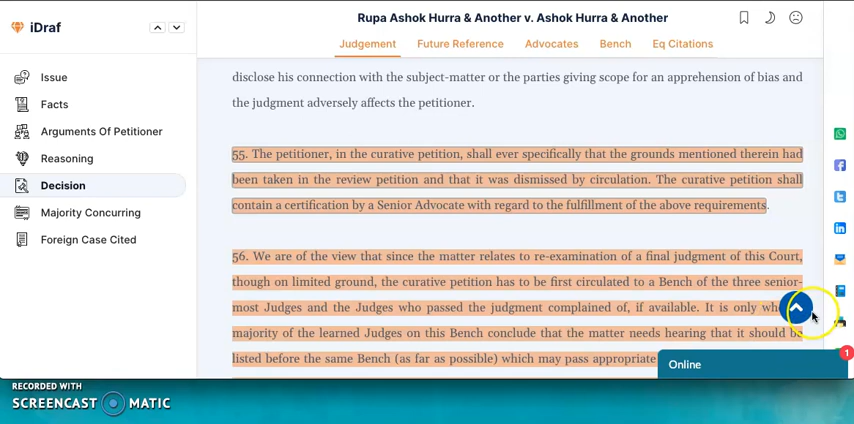 Rupa Ashok Hurra & Another v. Ashok Hurra & Another
iDraf
Judgement Future Reference Advocates Bench Eq Citations
Issue
Facts
Arguments Of Petitioner
Reasoning
Decision
Majority Concurring
Foreign Case Cited
disclose his connection with the subject-matter or the parties giving scope for an apprehension of bias and
the judgment adversely affects the petitioner.
55. The petitioner, in the curative petition, shall ever specifically that the grounds mentioned therein had
been taken in the review petition and that it was dismissed by circulation. The curative petition shall
contain a certification by a Senior Advocate with regard to the fulfillment of the above requirements.
56. We are of the view that since the matter relates to re-examination of a final judgment of this Court,
though on limited ground, the curative petition has to be first circulated to a Bench of the three senior-
most Judges and the Judges who passed the judgment complained of, if available. It is only
majority of the learned Judges on this Bench conclude that the matter needs hearing that it should be
listed before the same Bench (as far as possible) which may pass appropriate
Online
1
RECORDED WITH
SCREENCAST MATIC